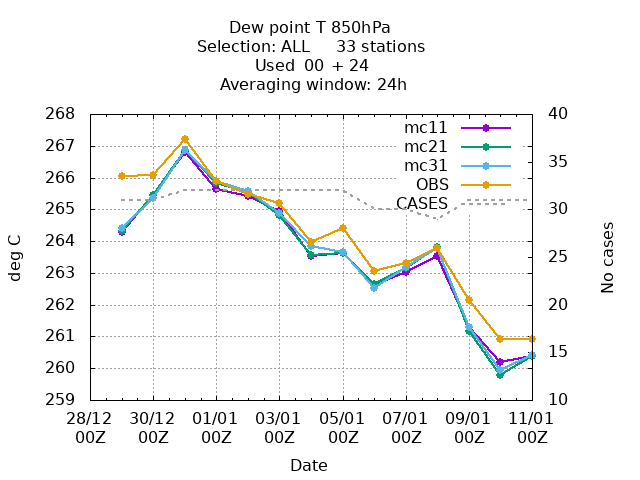 Dew point T 850hPa
Selection: ALL 33 stations
Used 00 + 24
Averaging window: 24h
268 40
267
266 35
265 30
264
263 25
262 20
261
260 15
259 10
mc11
mc21
mc31
OBS
CASES
deg C
No cases
28/12 30/12 01/01 03/01 05/01 07/01 09/01 11/01
00Z 00Z 00Z 00Z 00Z 00Z 00Z 00Z
Date